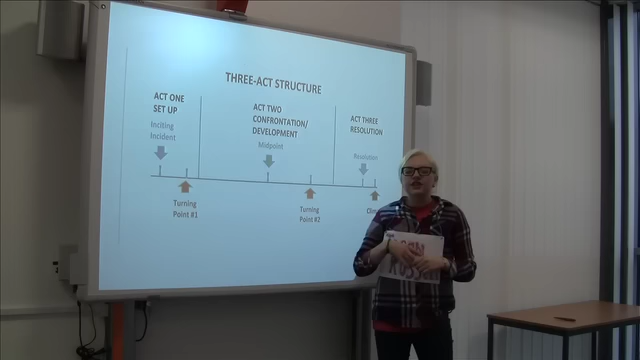 THREE-ACT STRUCTURE
ACT ONE
SET UP
Inciting
Incident
Turning
Point #1
ACT TWO
CONFRONTATION/
DEVELOPMENT
Midpoint
Turning
Point #2
ACT THREE
RESOLUTION
Resolution